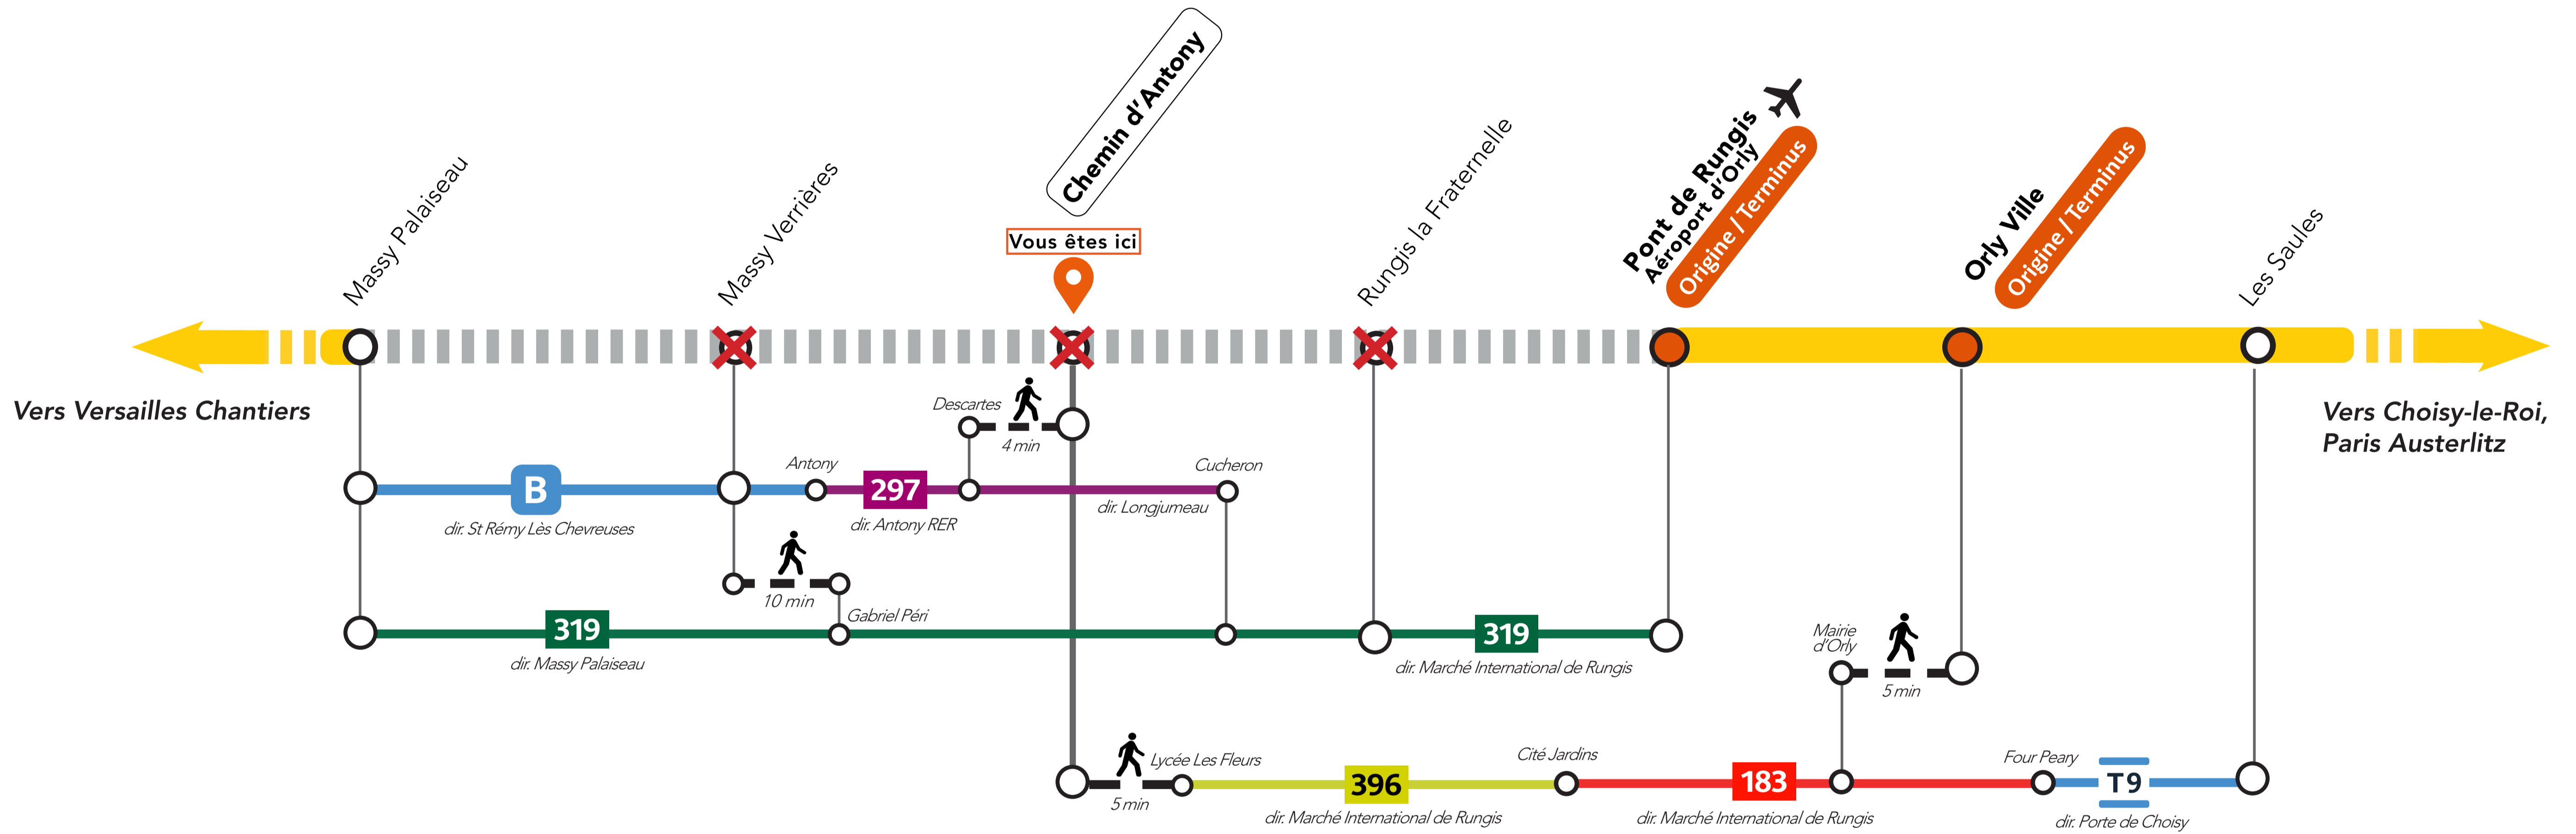 Massy Palaiseau
Massy Verrières
Chemin d'Antony
Vous êtes ici
Rungis la Fraternelle
Pont de Rungis
Aéroport d'Orly
Origine / Terminus
Orly Ville
Origine / Terminus
Les Saules
Vers Versailles Chantiers
Vers Choisy-le-Roi,
Paris Austerlitz
Descartes
4 min
Antony
Cucheron
B
297
dir. St Rémy Lès Chevreuses
dir. Antony RER
dir. Longjumeau
10 min
Gabriel Péri
319
319
dir. Massy Palaiseau
dir. Marché International de Rungis
Mairie
d'Orly
5 min
Lycée Les Fleurs
Cité Jardins
Four Peary
5 min
396
183
T9
dir. Marché International de Rungis
dir. Marché International de Rungis
dir. Porte de Choisy